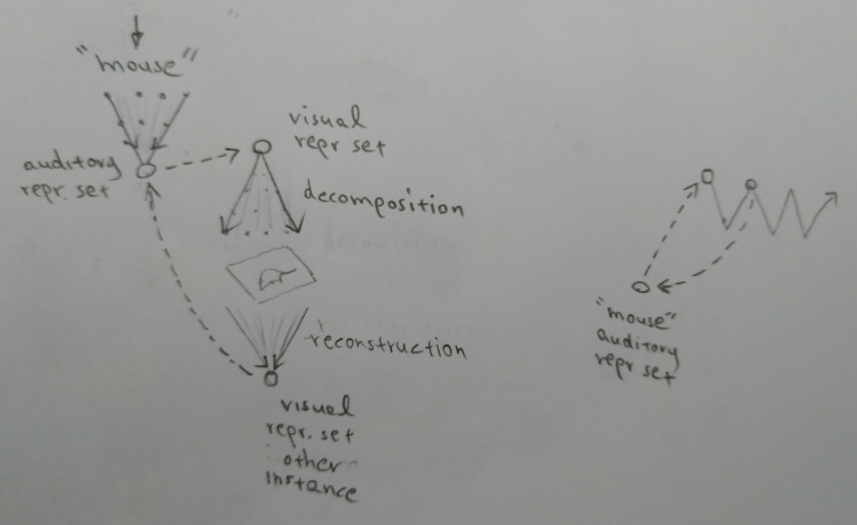 "mouse"
auditory
repr. set
visual
repr set
decomposition
reconstruction
visual
repr. set
other
instance
"mouse"
auditory
repr set